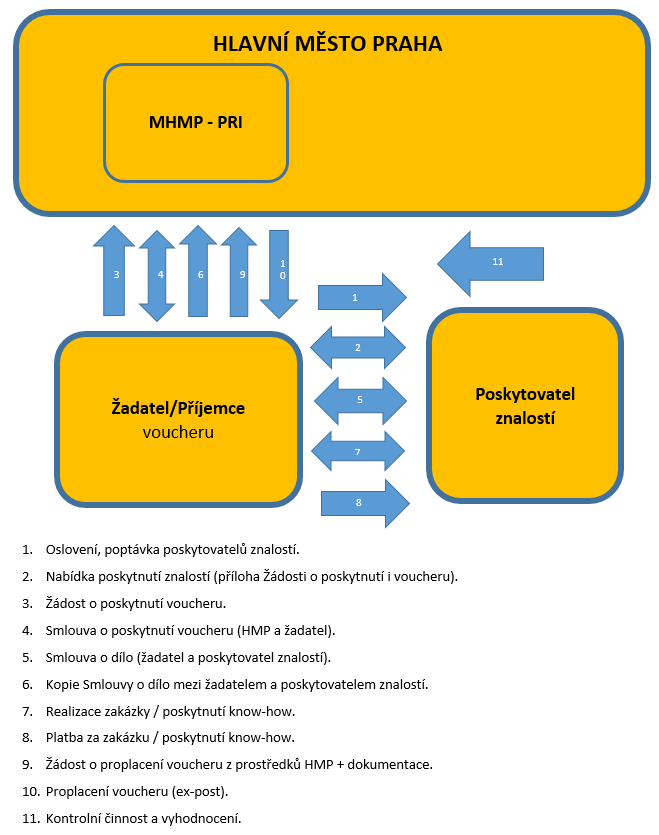 HLAVNÍ MĚSTO PRAHA
MHMP - PRI
3
4
6
9
10
11
1
2
5
7
8
Žadatel/Příjemce
voucheru
Poskytovatel
znalostí
1. Oslovení, poptávka poskytovatelů znalostí.
2. Nabídka poskytnutí znalostí (příloha Žádosti o poskytnutí i voucheru).
3. Žádost o poskytnutí voucheru.
4. Smlouva o poskytnutí voucheru (HMP a žadatel).
5. Smlouva o dílo (žadatel a poskytovatel znalostí).
6. Kopie Smlouvy o dílo mezi žadatelem a poskytovatelem znalostí.
7. Realizace zakázky / poskytnutí know-how.
8. Platba za zakázku / poskytnutí know-how.
9. Žádost o proplacení voucheru z prostředků HMP + dokumentace.
10. Proplacení voucheru (ex-post).
11. Kontrolní činnost a vyhodnocení.